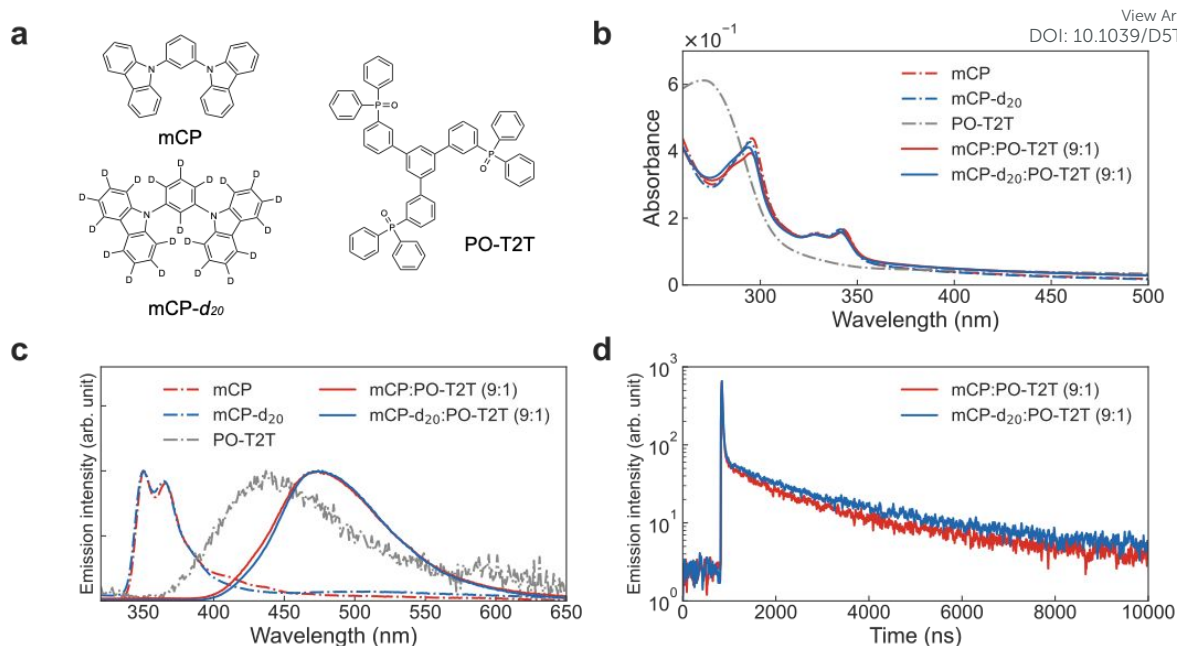 View Ar
DOI: 10.1039/D5T
a
mCP
mCP-d20
PO-T2T
N
N
N
N
P=O
P
O
O
P
D D D D D D D D D D D D D D D D D D D D
b
×10⁻¹
mCP
mCP-d₂₀
PO-T2T
mCP:PO-T2T (9:1)
mCP-d₂₀:PO-T2T (9:1)
Absorbance
6
4
2
0
300 350 400 450 500
Wavelength (nm)
c
mCP
mCP-d₂₀
PO-T2T
mCP:PO-T2T (9:1)
mCP-d₂₀:PO-T2T (9:1)
Emission intensity (arb. unit)
350 400 450 500 550 600 650
Wavelength (nm)
d
mCP:PO-T2T (9:1)
mCP-d₂₀:PO-T2T (9:1)
Emission intensity (arb. unit)
10³
10²
10¹
10⁰
0 2000 4000 6000 8000 10000
Time (ns)